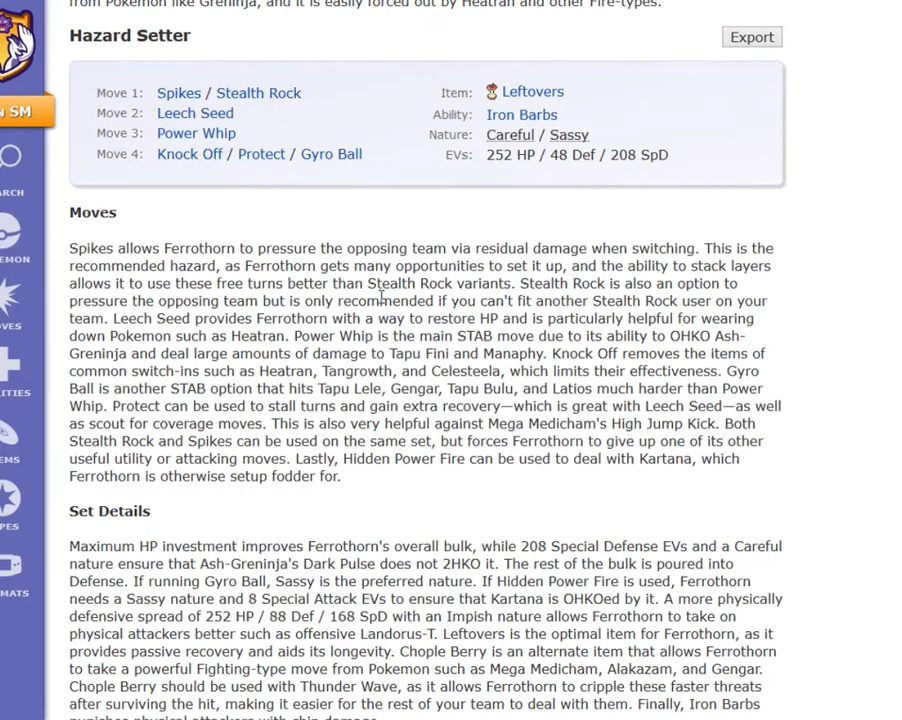 from Pokemon like Greninja, and it is easily forced out by Heatran and other Fire-types.
Hazard Setter
Export
Move 1: Spikes / Stealth Rock
Item: Leftovers
Move 2: Leech Seed
Ability: Iron Barbs
Move 3: Power Whip
Nature: Careful / Sassy
Move 4: Knock Off / Protect / Gyro Ball
EVs: 252 HP / 48 Def / 208 SpD
SM
ARCH
EMON
OVES
ITIES
EMS
PES
MATS
Moves
Spikes allows Ferrothorn to pressure the opposing team via residual damage when switching. This is the
recommended hazard, as Ferrothorn gets many opportunities to set it up, and the ability to stack layers
allows it to use these free turns better than Stealth Rock variants. Stealth Rock is also an option to
pressure the opposing team but is only recommended if you can't fit another Stealth Rock user on your
team. Leech Seed provides Ferrothorn with a way to restore HP and is particularly helpful for wearing
down Pokemon such as Heatran. Power Whip is the main STAB move due to its ability to OHKO Ash-
Greninja and deal large amounts of damage to Tapu Fini and Manaphy. Knock Off removes the items of
common switch-ins such as Heatran, Tangrowth, and Celesteela, which limits their effectiveness. Gyro
Ball is another STAB option that hits Tapu Lele, Gengar, Tapu Bulu, and Latios much harder than Power
Whip. Protect can be used to stall turns and gain extra recovery—which is great with Leech Seed—as well
as scout for coverage moves. This is also very helpful against Mega Medicham's High Jump Kick. Both
Stealth Rock and Spikes can be used on the same set, but forces Ferrothorn to give up one of its other
useful utility or attacking moves. Lastly, Hidden Power Fire can be used to deal with Kartana, which
Ferrothorn is otherwise setup fodder for.
Set Details
Maximum HP investment improves Ferrothorn's overall bulk, while 208 Special Defense EVs and a Careful
nature ensure that Ash-Greninja's Dark Pulse does not 2HKO it. The rest of the bulk is poured into
Defense. If running Gyro Ball, Sassy is the preferred nature. If Hidden Power Fire is used, Ferrothorn
needs a Sassy nature and 8 Special Attack EVs to ensure that Kartana is OHKOed by it. A more physically
defensive spread of 252 HP / 88 Def / 168 SpD with an Impish nature allows Ferrothorn to take on
physical attackers better such as offensive Landorus-T. Leftovers is the optimal item for Ferrothorn, as it
provides passive recovery and aids its longevity. Chople Berry is an alternate item that allows Ferrothorn
to take a powerful Fighting-type move from Pokemon such as Mega Medicham, Alakazam, and Gengar.
Chople Berry should be used with Thunder Wave, as it allows Ferrothorn to cripple these faster threats
after surviving the hit, making it easier for the rest of your team to deal with them. Finally, Iron Barbs
punishes physical attackers with chip damage.